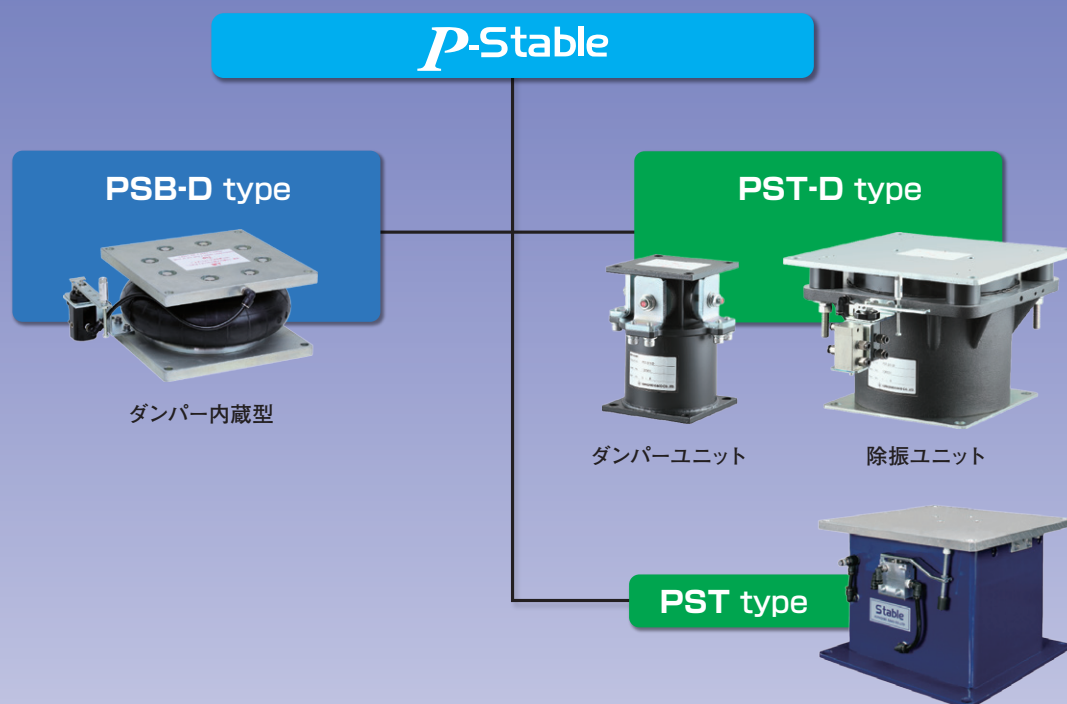 P-Stable
PSB-D type
PST-D type
ダンパー内蔵型
ダンパーユニット
除振ユニット
PST type
Stable